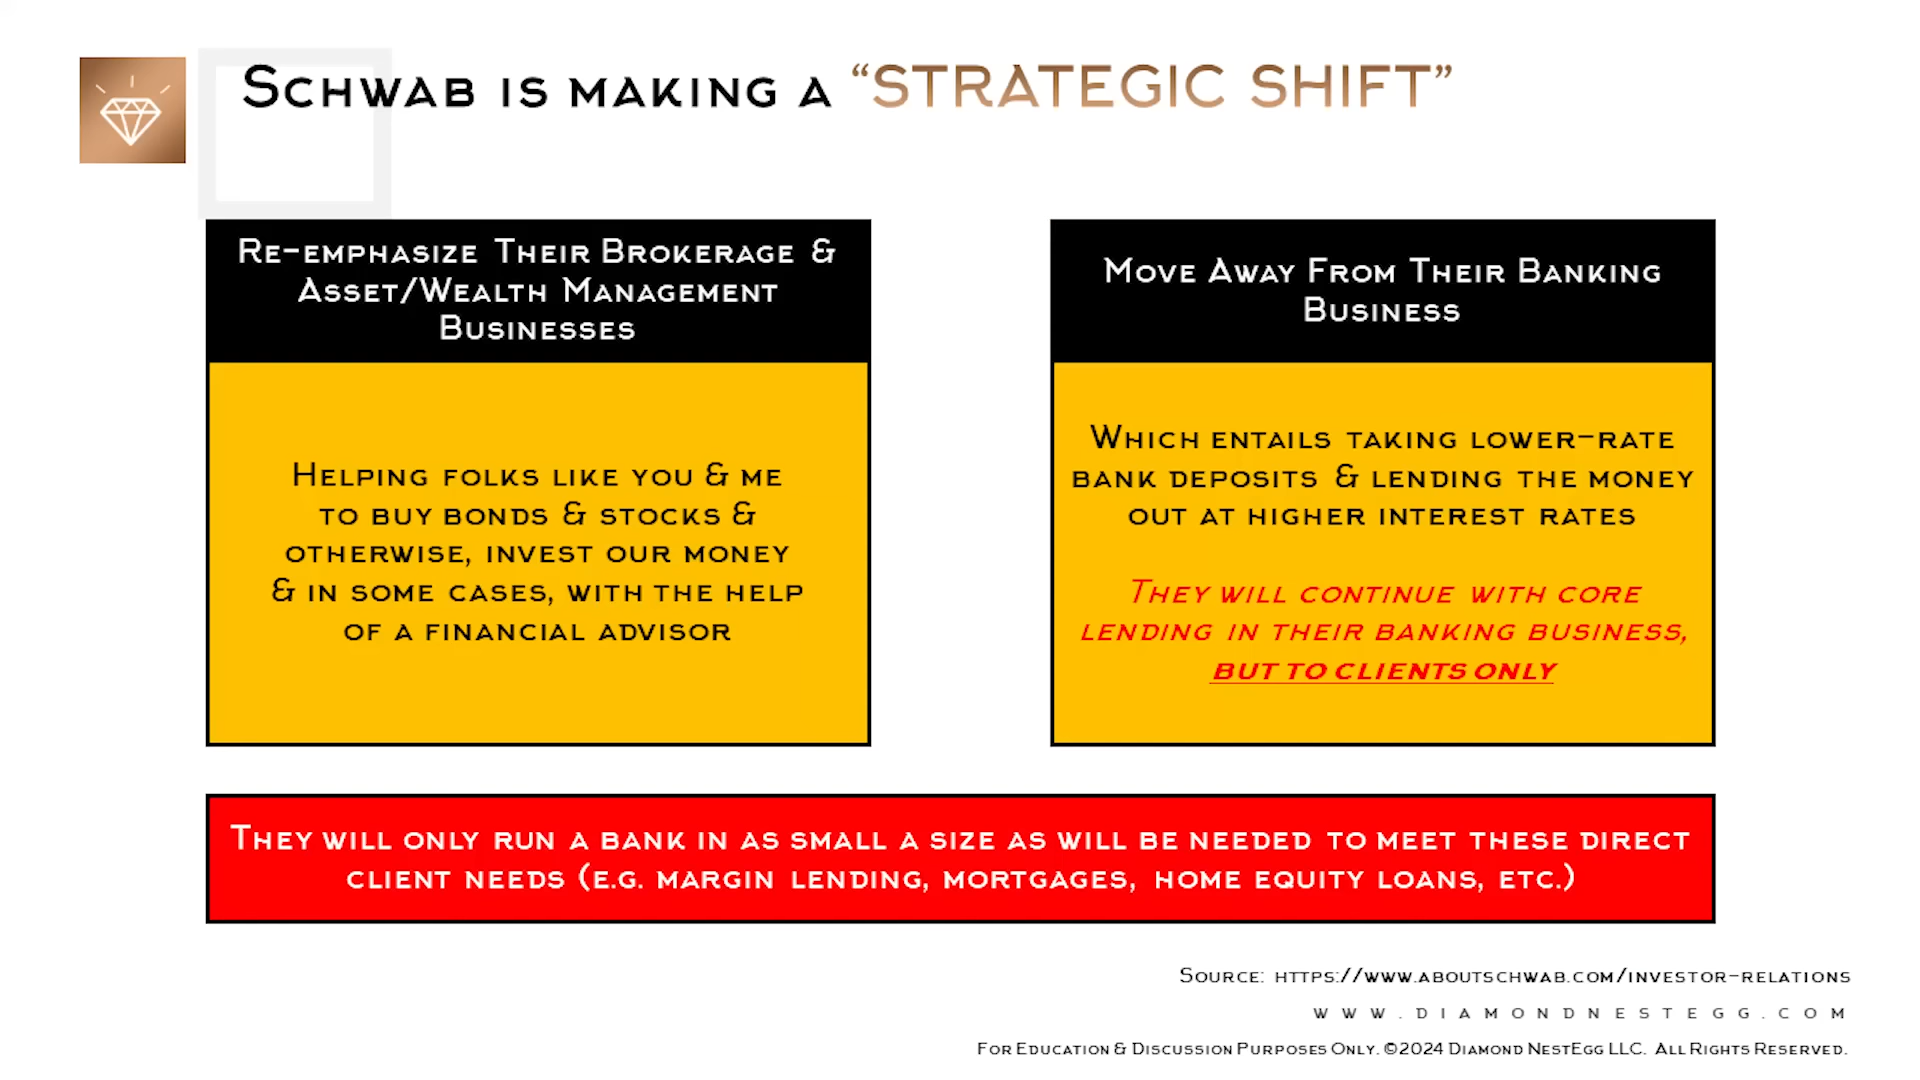 Schwab is making a “STRATEGIC SHIFT”
Re-emphasize Their Brokerage &
Asset/Wealth Management
Businesses
Helping folks like you & me
to buy bonds & stocks &
otherwise, invest our money
& in some cases, with the help
of a financial advisor
Move Away From Their Banking
Business
Which entails taking lower-rate
bank deposits & lending the money
out at higher interest rates
They will continue with core
lending in their banking business,
but to clients only
They will only run a bank in as small a size as will be needed to meet these direct
client needs (e.g. margin lending, mortgages, home equity loans, etc.)
Source: https://www.aboutschwab.com/investor-relations
www.diamondnestegg.com
For Education & Discussion Purposes Only. ©2024 Diamond NestEgg LLC. All Rights Reserved.